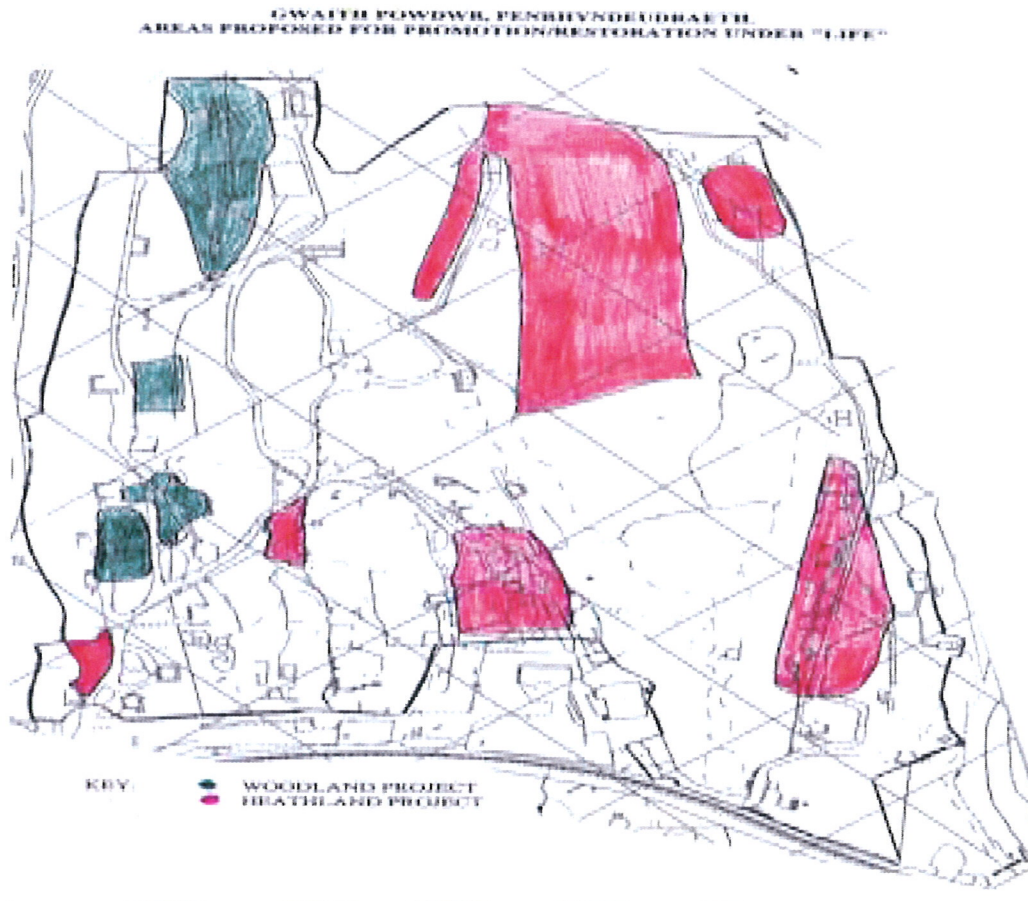 GWAITH POWDWR, PENRHYNDEUDRAETH.
AREAS PROPOSED FOR PROMOTION/RESTORATION UNDER "LIFE"
H
KEY:
WOODLAND PROJECT
HEATHLAND PROJECT